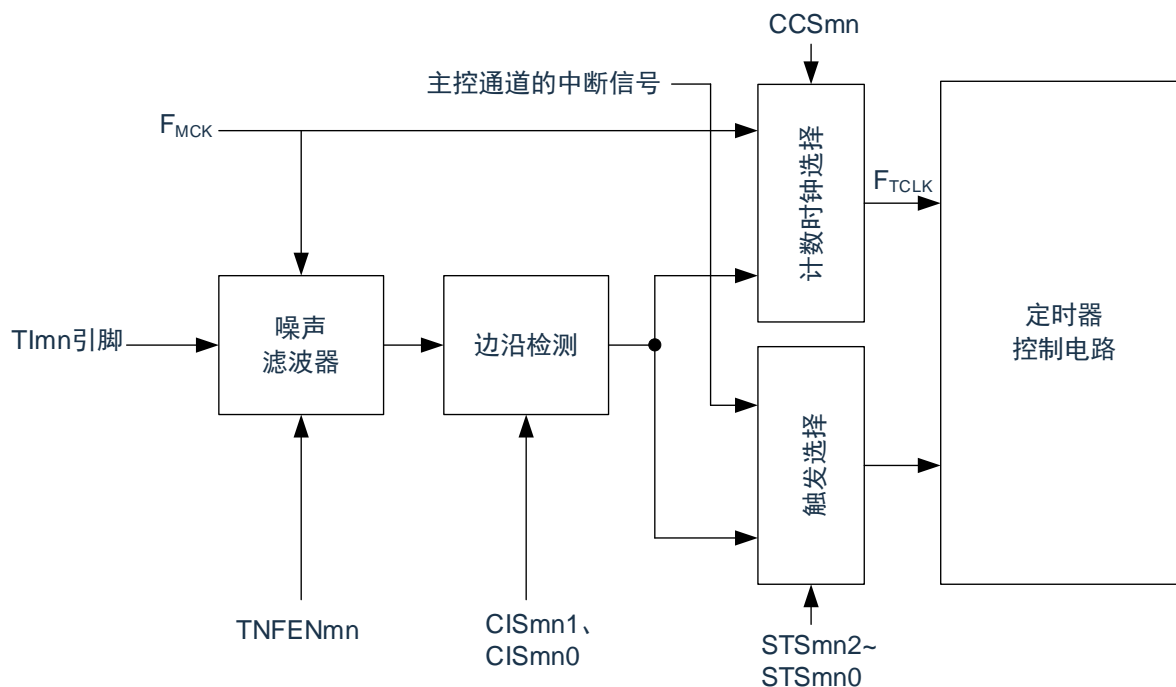 CCSmn
主控通道的中断信号
F_MCK
计数时钟选择
F_TCLK
TImn引脚
噪声
滤波器
边沿检测
定时器
控制电路
触发选择
TNFENmn
CISmn1、
CISmn0
STSmn2~
STSmn0